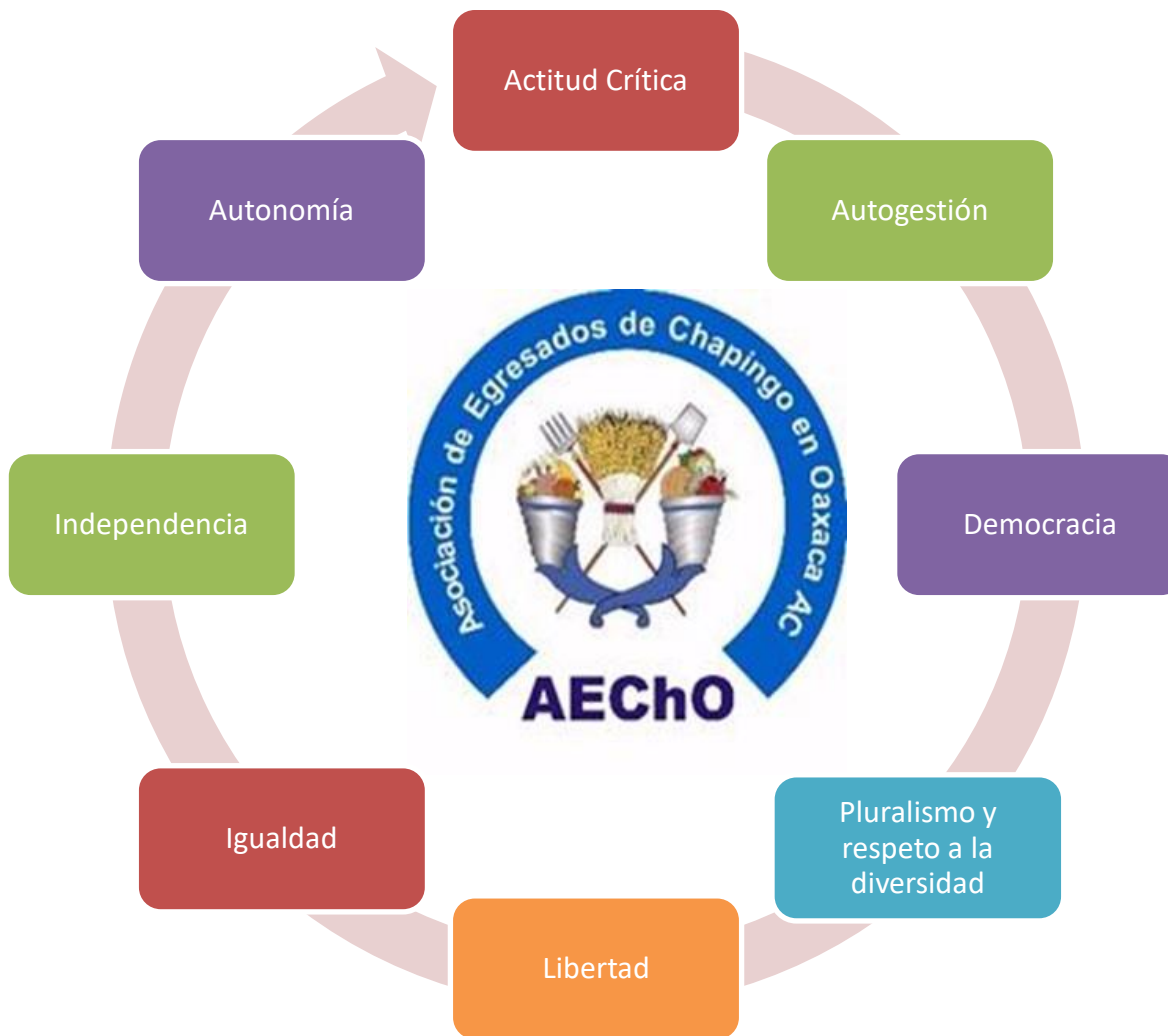 Actitud Crítica
Autogestión
Democracia
Pluralismo y
respeto a la
diversidad
Libertad
Igualdad
Independencia
Autonomía
Asociación de Egresados de Chapingo en Oaxaca AC
AEChO